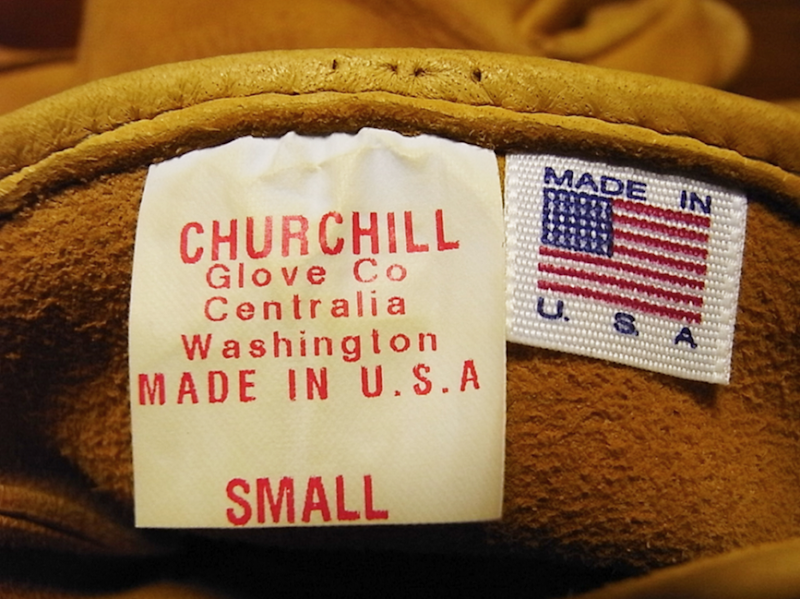 CHURCHILL
Glove Co
Centralia
Washington
MADE IN U.S.A
SMALL
MADE IN
U. S. A